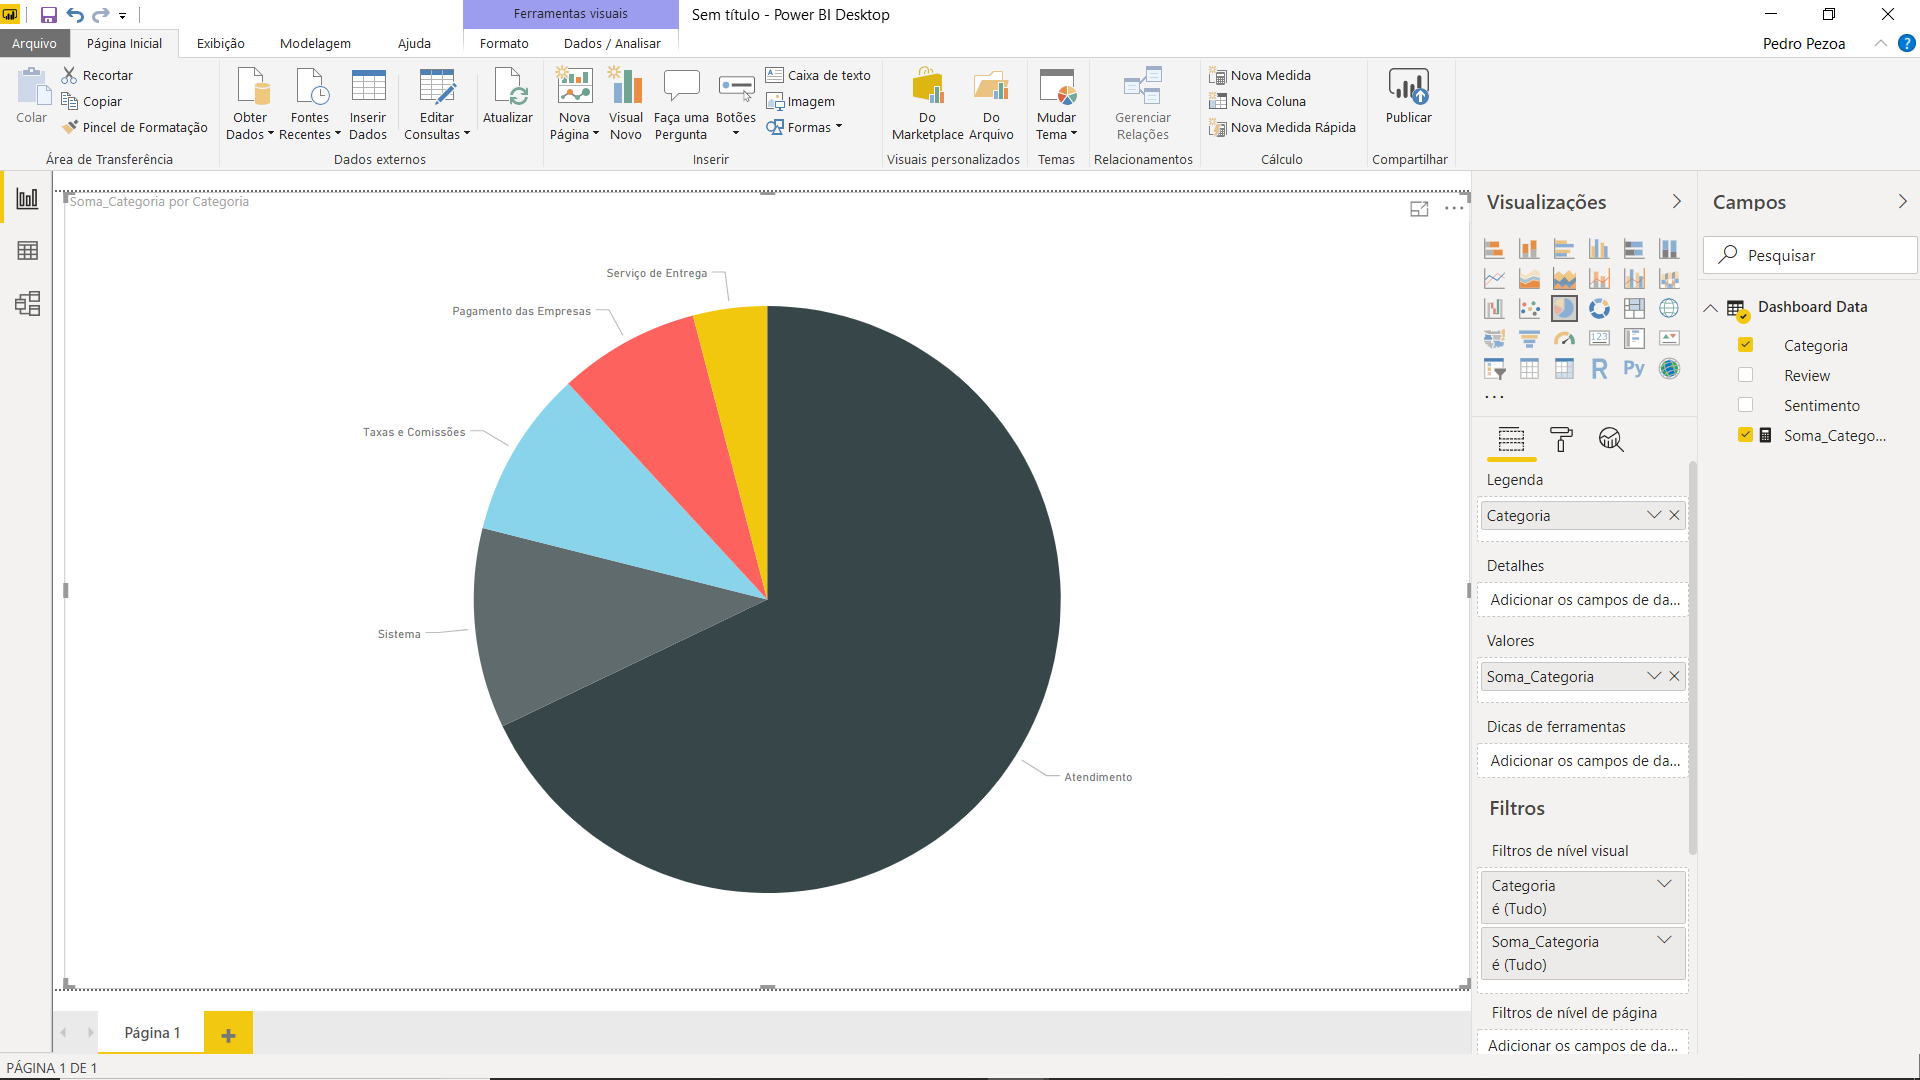 Ferramentas visuais
Sem título - Power BI Desktop
Arquivo
Página Inicial
Exibição
Modelagem
Ajuda
Formato
Dados / Analisar
Pedro Pezoa
?
Colar
Recortar
Copiar
Pincel de Formatação
Área de Transferência
Obter Dados
Fontes Recentes
Inserir Dados
Editar Consultas
Atualizar
Dados externos
Nova Página
Visual Novo
Faça uma Pergunta
Botões
Caixa de texto
Imagem
Formas
Inserir
Do Marketplace
Do Arquivo
Visuais personalizados
Mudar Tema
Temas
Gerenciar Relações
Relacionamentos
Nova Medida
Nova Coluna
Nova Medida Rápida
Cálculo
Publicar
Compartilhar
Soma_Categoria por Categoria
Serviço de Entrega
Pagamento das Empresas
Taxas e Comissões
Sistema
Atendimento
Visualizações
123
R
Py
...
Legenda
Categoria
Detalhes
Adicionar os campos de da...
Valores
Soma_Categoria
Dicas de ferramentas
Adicionar os campos de da...
Filtros
Filtros de nível visual
Categoria
é (Tudo)
Soma_Categoria
é (Tudo)
Filtros de nível de página
Adicionar os campos de da...
Campos
Pesquisar
Dashboard Data
Categoria
Review
Sentimento
Soma_Catego...
Página 1
PÁGINA 1 DE 1